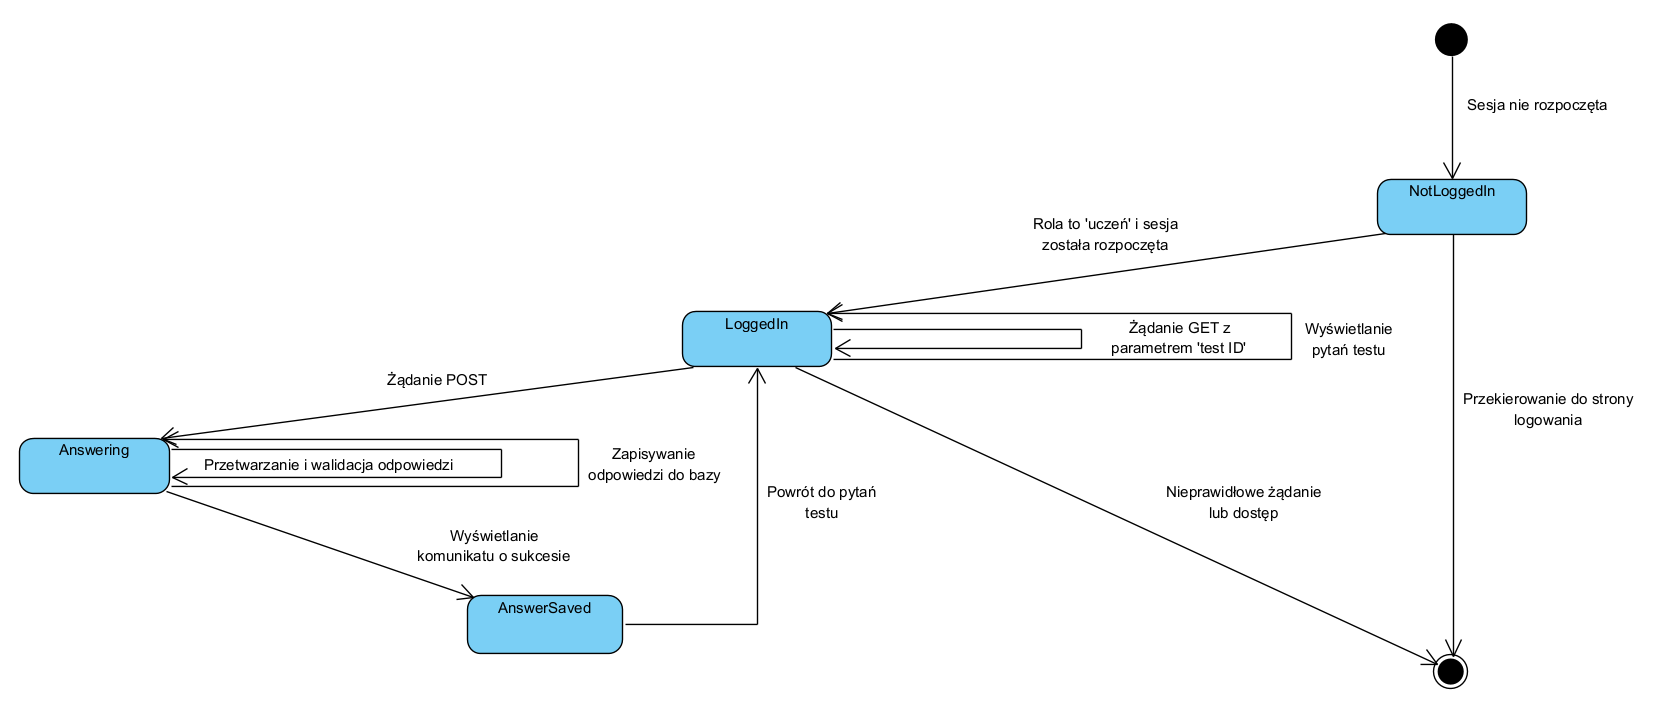 Sesja nie rozpoczęta
NotLoggedIn
Rola to 'uczeń' i sesja
została rozpoczęta
LoggedIn
Żądanie GET z
parametrem 'test ID'
Wyświetlanie
pytań testu
Żądanie POST
Przekierowanie do strony
logowania
Answering
Przetwarzanie i walidacja odpowiedzi
Zapisywanie
odpowiedzi do bazy
Powrót do pytań
testu
Nieprawidłowe żądanie
lub dostęp
Wyświetlanie
komunikatu o sukcesie
AnswerSaved